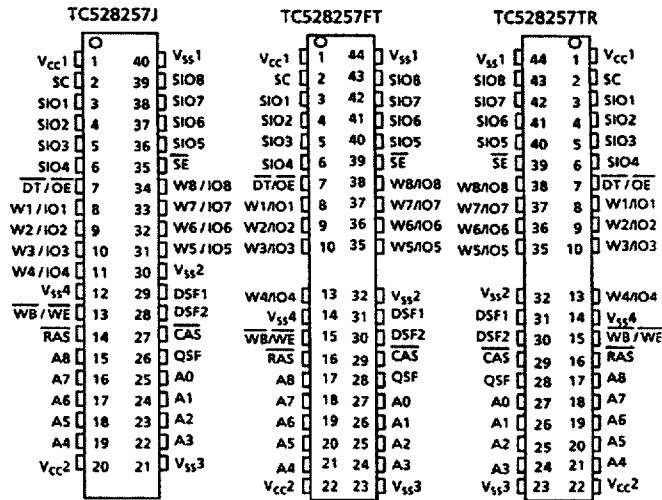 TC528257J TC528257FT TC528257TR
VCC1 1 40 VSS1 VCC1 1 44 VSS1 VSS1 44 1 VCC1
SC 2 39 SIO8 SC 2 43 SIO8 SIO8 43 2 SC
SIO1 3 38 SIO7 SIO1 3 42 SIO7 SIO7 42 3 SIO1
SIO2 4 37 SIO6 SIO2 4 41 SIO6 SIO6 41 4 SIO2
SIO3 5 36 SIO5 SIO3 5 40 SIO5 SIO5 40 5 SIO3
SIO4 6 35 SE SIO4 6 39 SE SE 39 6 SIO4
DT/OE 7 34 W8/IO8 DT/OE 7 38 W8/IO8 W8/IO8 38 7 DT/OE
W1/IO1 8 33 W7/IO7 W1/IO1 8 37 W7/IO7 W7/IO7 37 8 W1/IO1
W2/IO2 9 32 W6/IO6 W2/IO2 9 36 W6/IO6 W6/IO6 36 9 W2/IO2
W3/IO3 10 31 W5/IO5 W3/IO3 10 35 W5/IO5 W5/IO5 35 10 W3/IO3
W4/IO4 11 30 VSS2 W4/IO4 13 32 VSS2 VSS2 32 13 W4/IO4
VSS4 12 29 DSF1 VSS4 14 31 DSF1 DSF1 31 14 VSS4
WB/WE 13 28 DSF2 WB/WE 15 30 DSF2 DSF2 30 15 WB/WE
RAS 14 27 CAS RAS 16 29 CAS CAS 29 16 RAS
A8 15 26 QSF A8 17 28 QSF QSF 28 17 A8
A7 16 25 A0 A7 18 27 A0 A0 27 18 A7
A6 17 24 A1 A6 19 26 A1 A1 26 19 A6
A5 18 23 A2 A5 20 25 A2 A2 25 20 A5
A4 19 22 A3 A4 21 24 A3 A3 24 21 A4
VCC2 20 21 VSS3 VCC2 22 23 VSS3 VSS3 23 22 VCC2